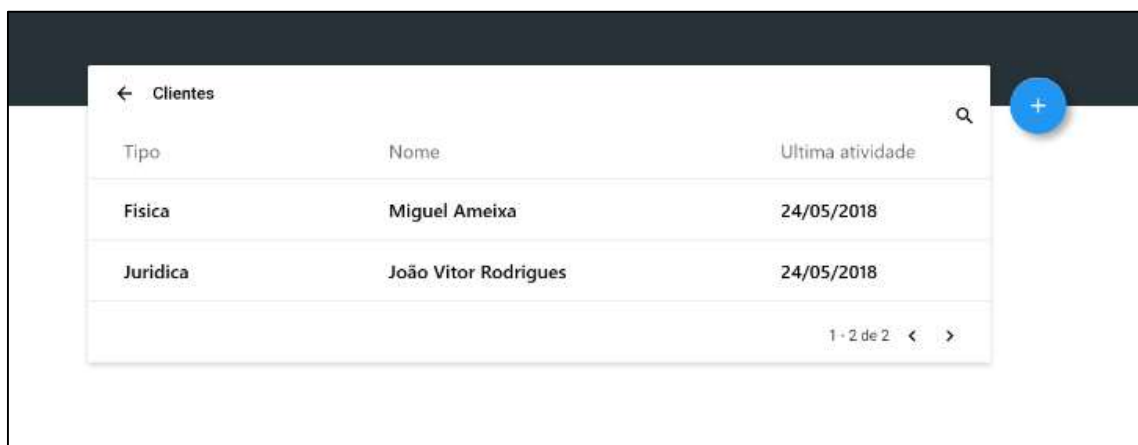 Clientes
Tipo Nome Ultima atividade
Fisica Miguel Ameixa 24/05/2018
Juridica João Vitor Rodrigues 24/05/2018
1 - 2 de 2